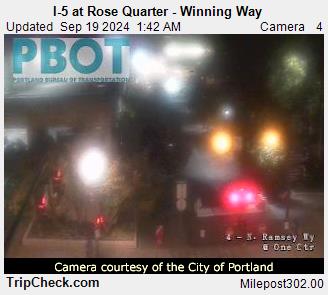 I-5 at Rose Quarter - Winning Way
Updated Sep 19 2024 1:42 AM Camera 4
PBOT
PORTLAND BUREAU OF TRANSPORTATION
4 - N. Ramsey Wy
@ One Ctr
Camera courtesy of the City of Portland
TripCheck.com Milepost302.00